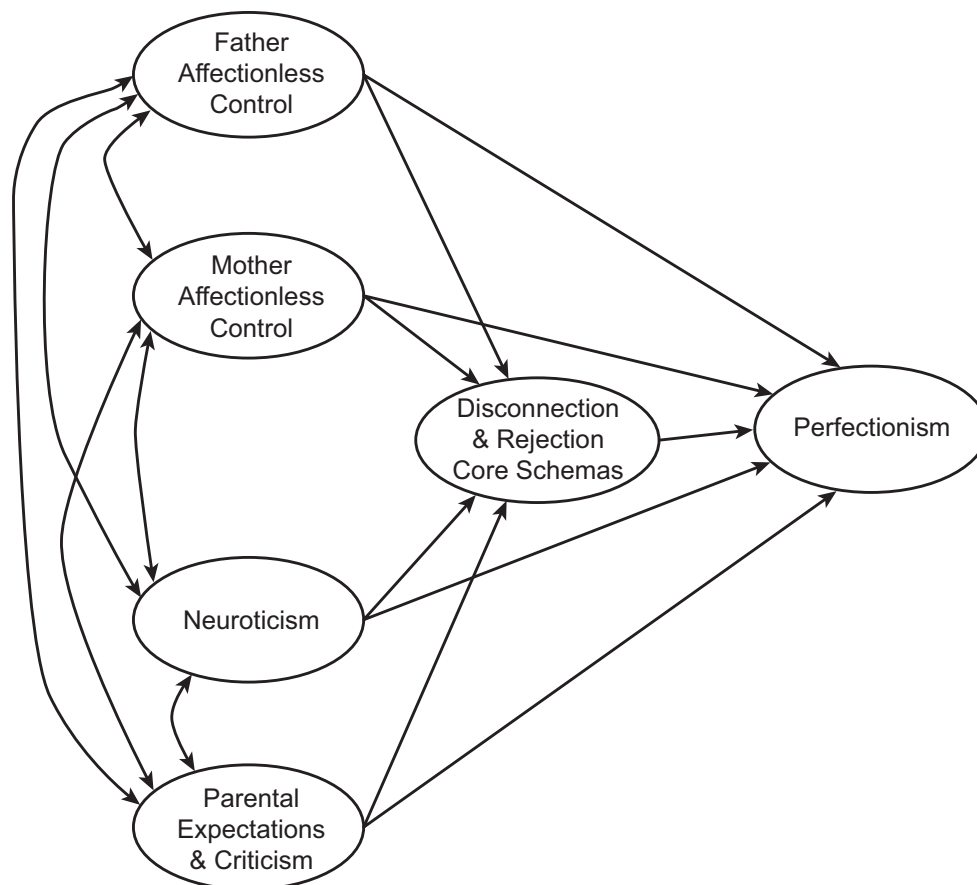 Father
Affectionless
Control
Mother
Affectionless
Control
Disconnection
& Rejection
Core Schemas
Perfectionism
Neuroticism
Parental
Expectations
& Criticism